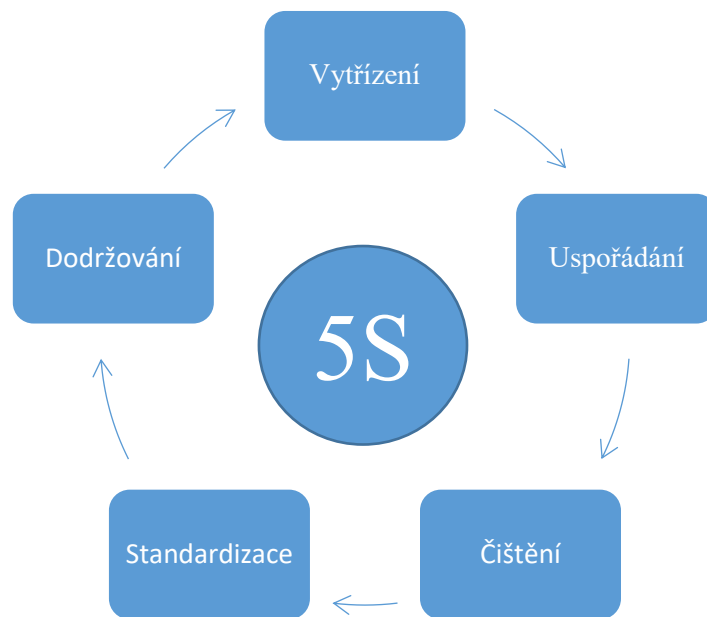 Vytřízení
Uspořádání
Čištění
Standardizace
Dodržování
5S